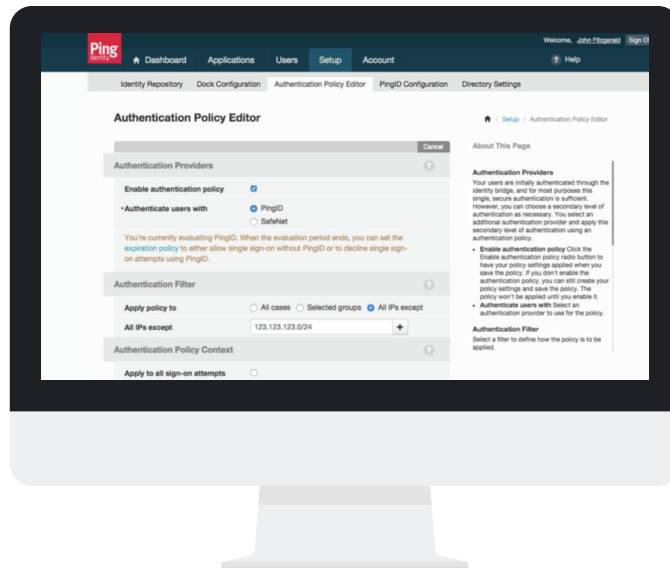 Welcome, John Fitzgerald Sign O
Ping
Identity
Dashboard Applications Users Setup Account ? Help
Identity Repository Dock Configuration Authentication Policy Editor PingID Configuration Directory Settings
Authentication Policy Editor
/ Setup / Authentication Policy Editor
Cancel
About This Page
Authentication Providers ?
Enable authentication policy
*Authenticate users with PingID
SafeNet
You're currently evaluating PingID. When the evaluation period ends, you can set the
expiration policy to either allow single sign-on without PingID or to decline single sign-
on attempts using PingID.
Authentication Filter ?
Apply policy to All cases Selected groups All IPs except
All IPs except 123.123.123.0/24 +
Authentication Policy Context ?
Apply to all sign-on attempts
Authentication Providers
Your users are initially authenticated through the
identity bridge, and for most purposes this
single, secure authentication is sufficient.
However, you can choose a secondary level of
authentication as necessary. You select an
additional authentication provider and apply this
secondary level of authentication using an
authentication policy.
• Enable authentication policy Click the
Enable authentication policy radio button to
have your policy settings applied when you
save the policy. If you don't enable the
authentication policy, you can still create your
policy settings and save the policy. The
policy won't be applied until you enable it.
• Authenticate users with Select an
authentication provider to use for the policy.
Authentication Filter
Select a filter to define how the policy is to be
applied.